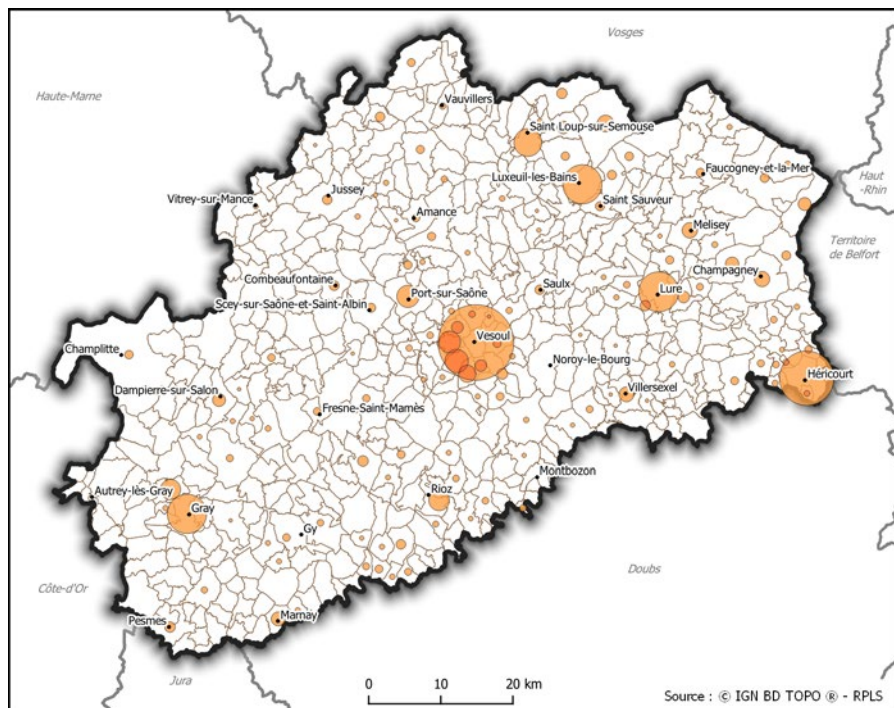 Vosges
Haute-Marne
Vauvillers
Saint Loup-sur-Semouse
Luxeuil-les-Bains
Faucogney-et-la-Mer
Haut
-Rhin
Vitrey-sur-Mance
Jussey
Saint Sauveur
Amance
Melisey
Territoire
de Belfort
Combeaufontaine
Champagney
Saulx
Lure
Port-sur-Saône
Scey-sur-Saône-et-Saint-Albin
Vesoul
Champlitte
Noroy-le-Bourg
Héricourt
Dampierre-sur-Salon
Villersexel
Fresne-Saint-Mamès
Montbozon
Autrey-lès-Gray
Rioz
Gray
Gy
Doubs
Côte-d'Or
Pesmes
Marnay
Jura
0 10 20 km
Source : © IGN BD TOPO ® - RPLS